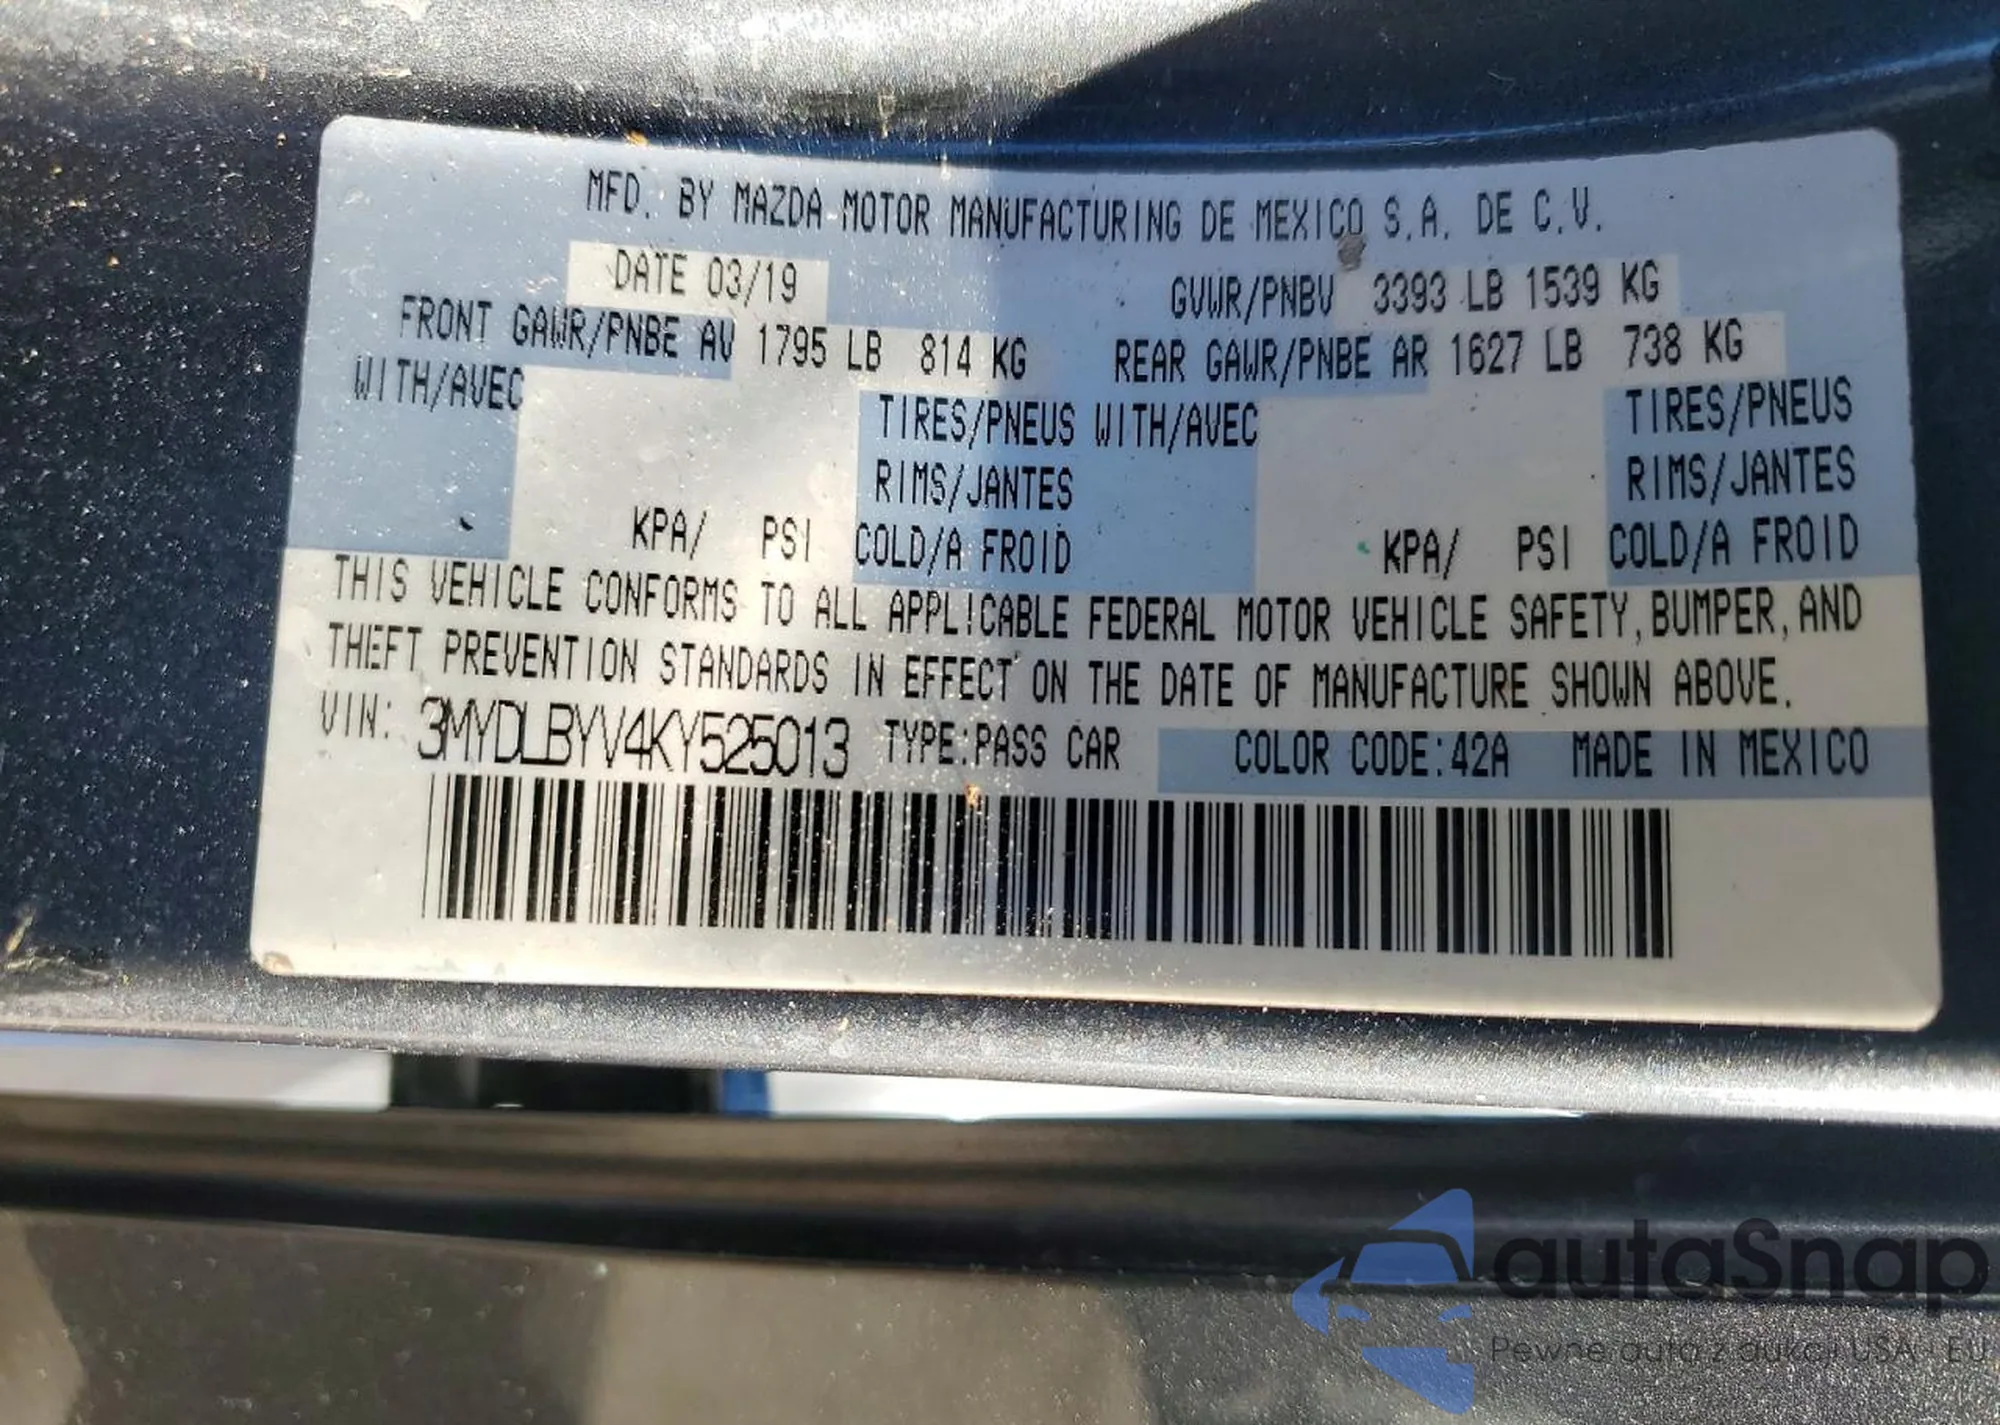 MFD. BY MAZDA MOTOR MANUFACTURING DE MEXICO S.A. DE C.V.
DATE 03/19 GVWR/PNBV 3393 LB 1539 KG
FRONT GAWR/PNBE AV 1795 LB 814 KG REAR GAWR/PNBE AR 1627 LB 738 KG
WITH/AVEC TIRES/PNEUS WITH/AVEC TIRES/PNEUS
RIMS/JANTES RIMS/JANTES
KPA/ PSI COLD/A FROID KPA/ PSI COLD/A FROID
THIS VEHICLE CONFORMS TO ALL APPLICABLE FEDERAL MOTOR VEHICLE SAFETY, BUMPER, AND
THEFT PREVENTION STANDARDS IN EFFECT ON THE DATE OF MANUFACTURE SHOWN ABOVE.
VIN: 3MYDLBYV4KY525013 TYPE:PASS CAR COLOR CODE:42A MADE IN MEXICO
autoSnap
Pewne auto z aukcji USA i EU